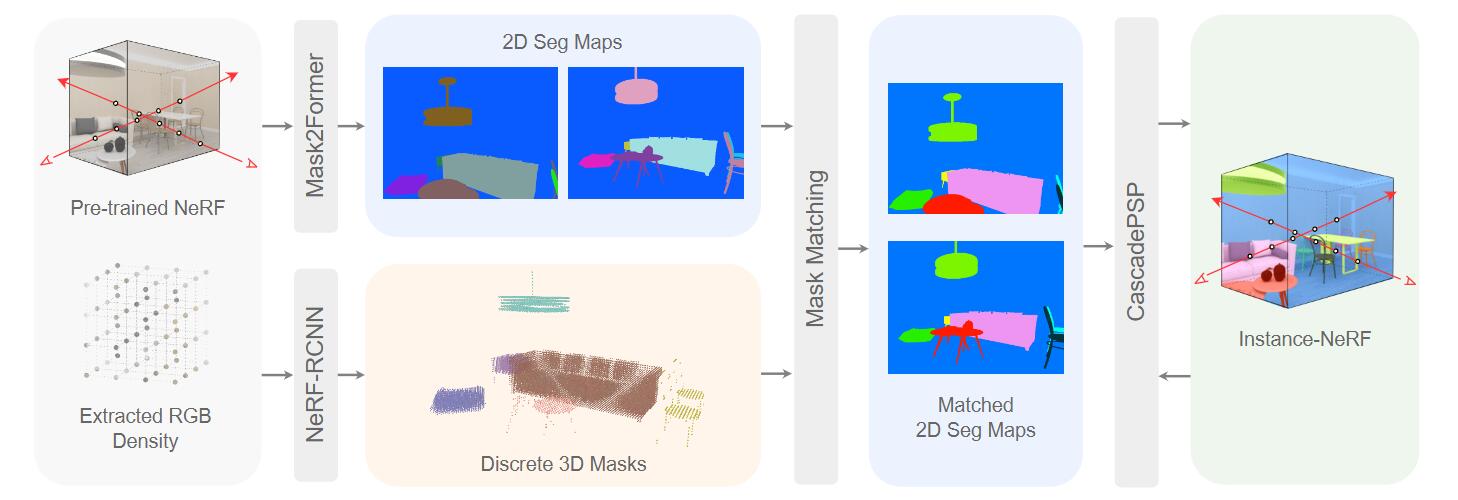 Pre-trained NeRF
Extracted RGB
Density
Mask2Former
NeRF-RCNN
2D Seg Maps
Discrete 3D Masks
Mask Matching
Matched
2D Seg Maps
CascadePSP
Instance-NeRF